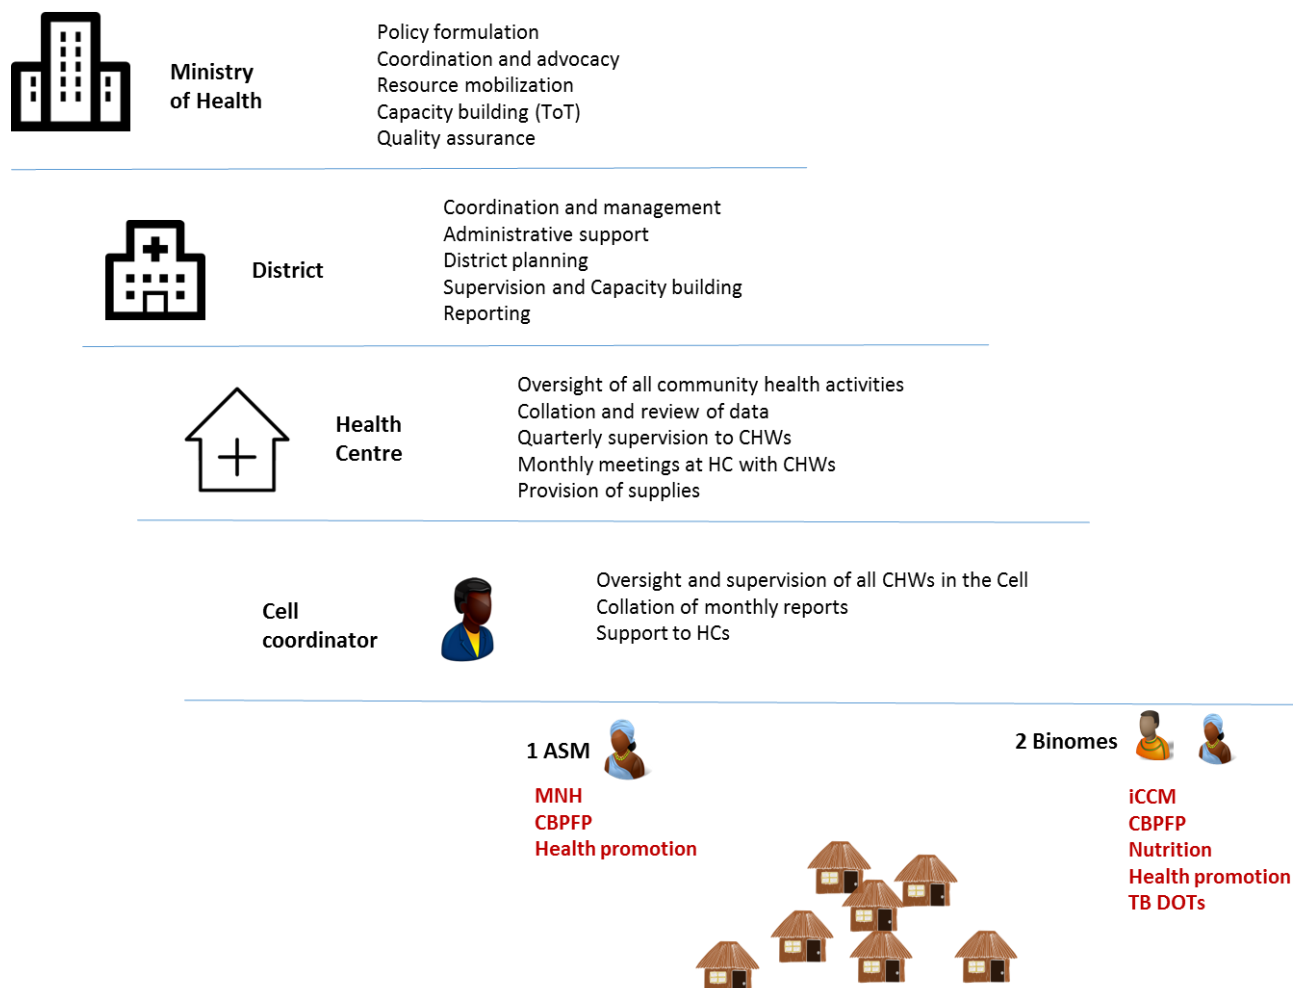 Ministry
of Health
Policy formulation
Coordination and advocacy
Resource mobilization
Capacity building (ToT)
Quality assurance
District
Coordination and management
Administrative support
District planning
Supervision and Capacity building
Reporting
Health
Centre
Oversight of all community health activities
Collation and review of data
Quarterly supervision to CHWs
Monthly meetings at HC with CHWs
Provision of supplies
Cell
coordinator
Oversight and supervision of all CHWs in the Cell
Collation of monthly reports
Support to HCs
1 ASM
MNH
CBPFP
Health promotion
2 Binomes
iCCM
CBPFP
Nutrition
Health promotion
TB DOTs